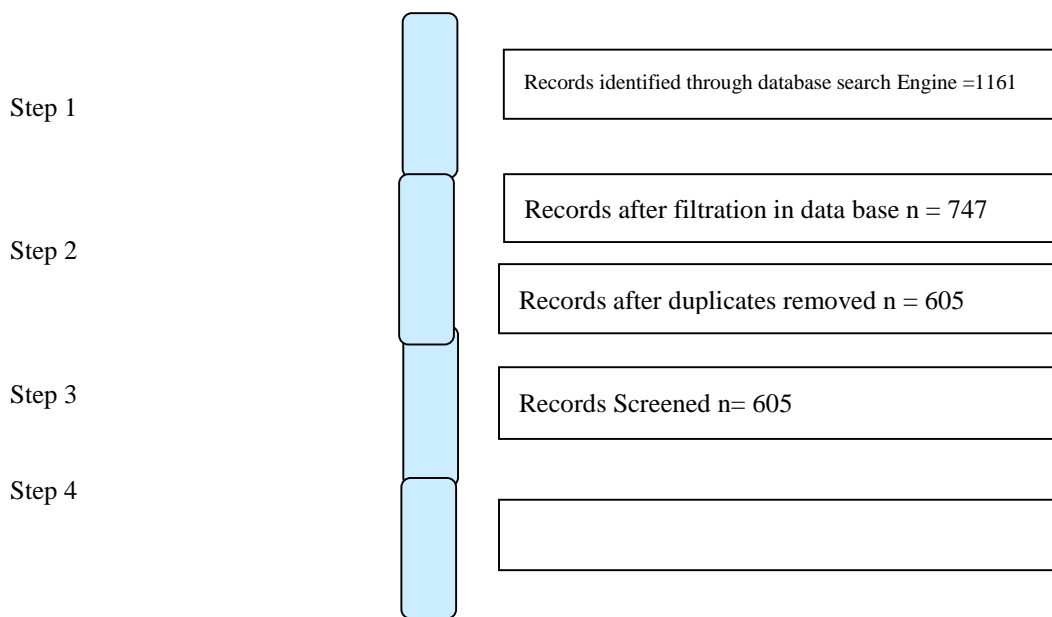 Records identified through database search Engine =1161
Step 1
Records after filtration in data base n = 747
Step 2
Records after duplicates removed n = 605
Step 3
Records Screened n= 605
Step 4